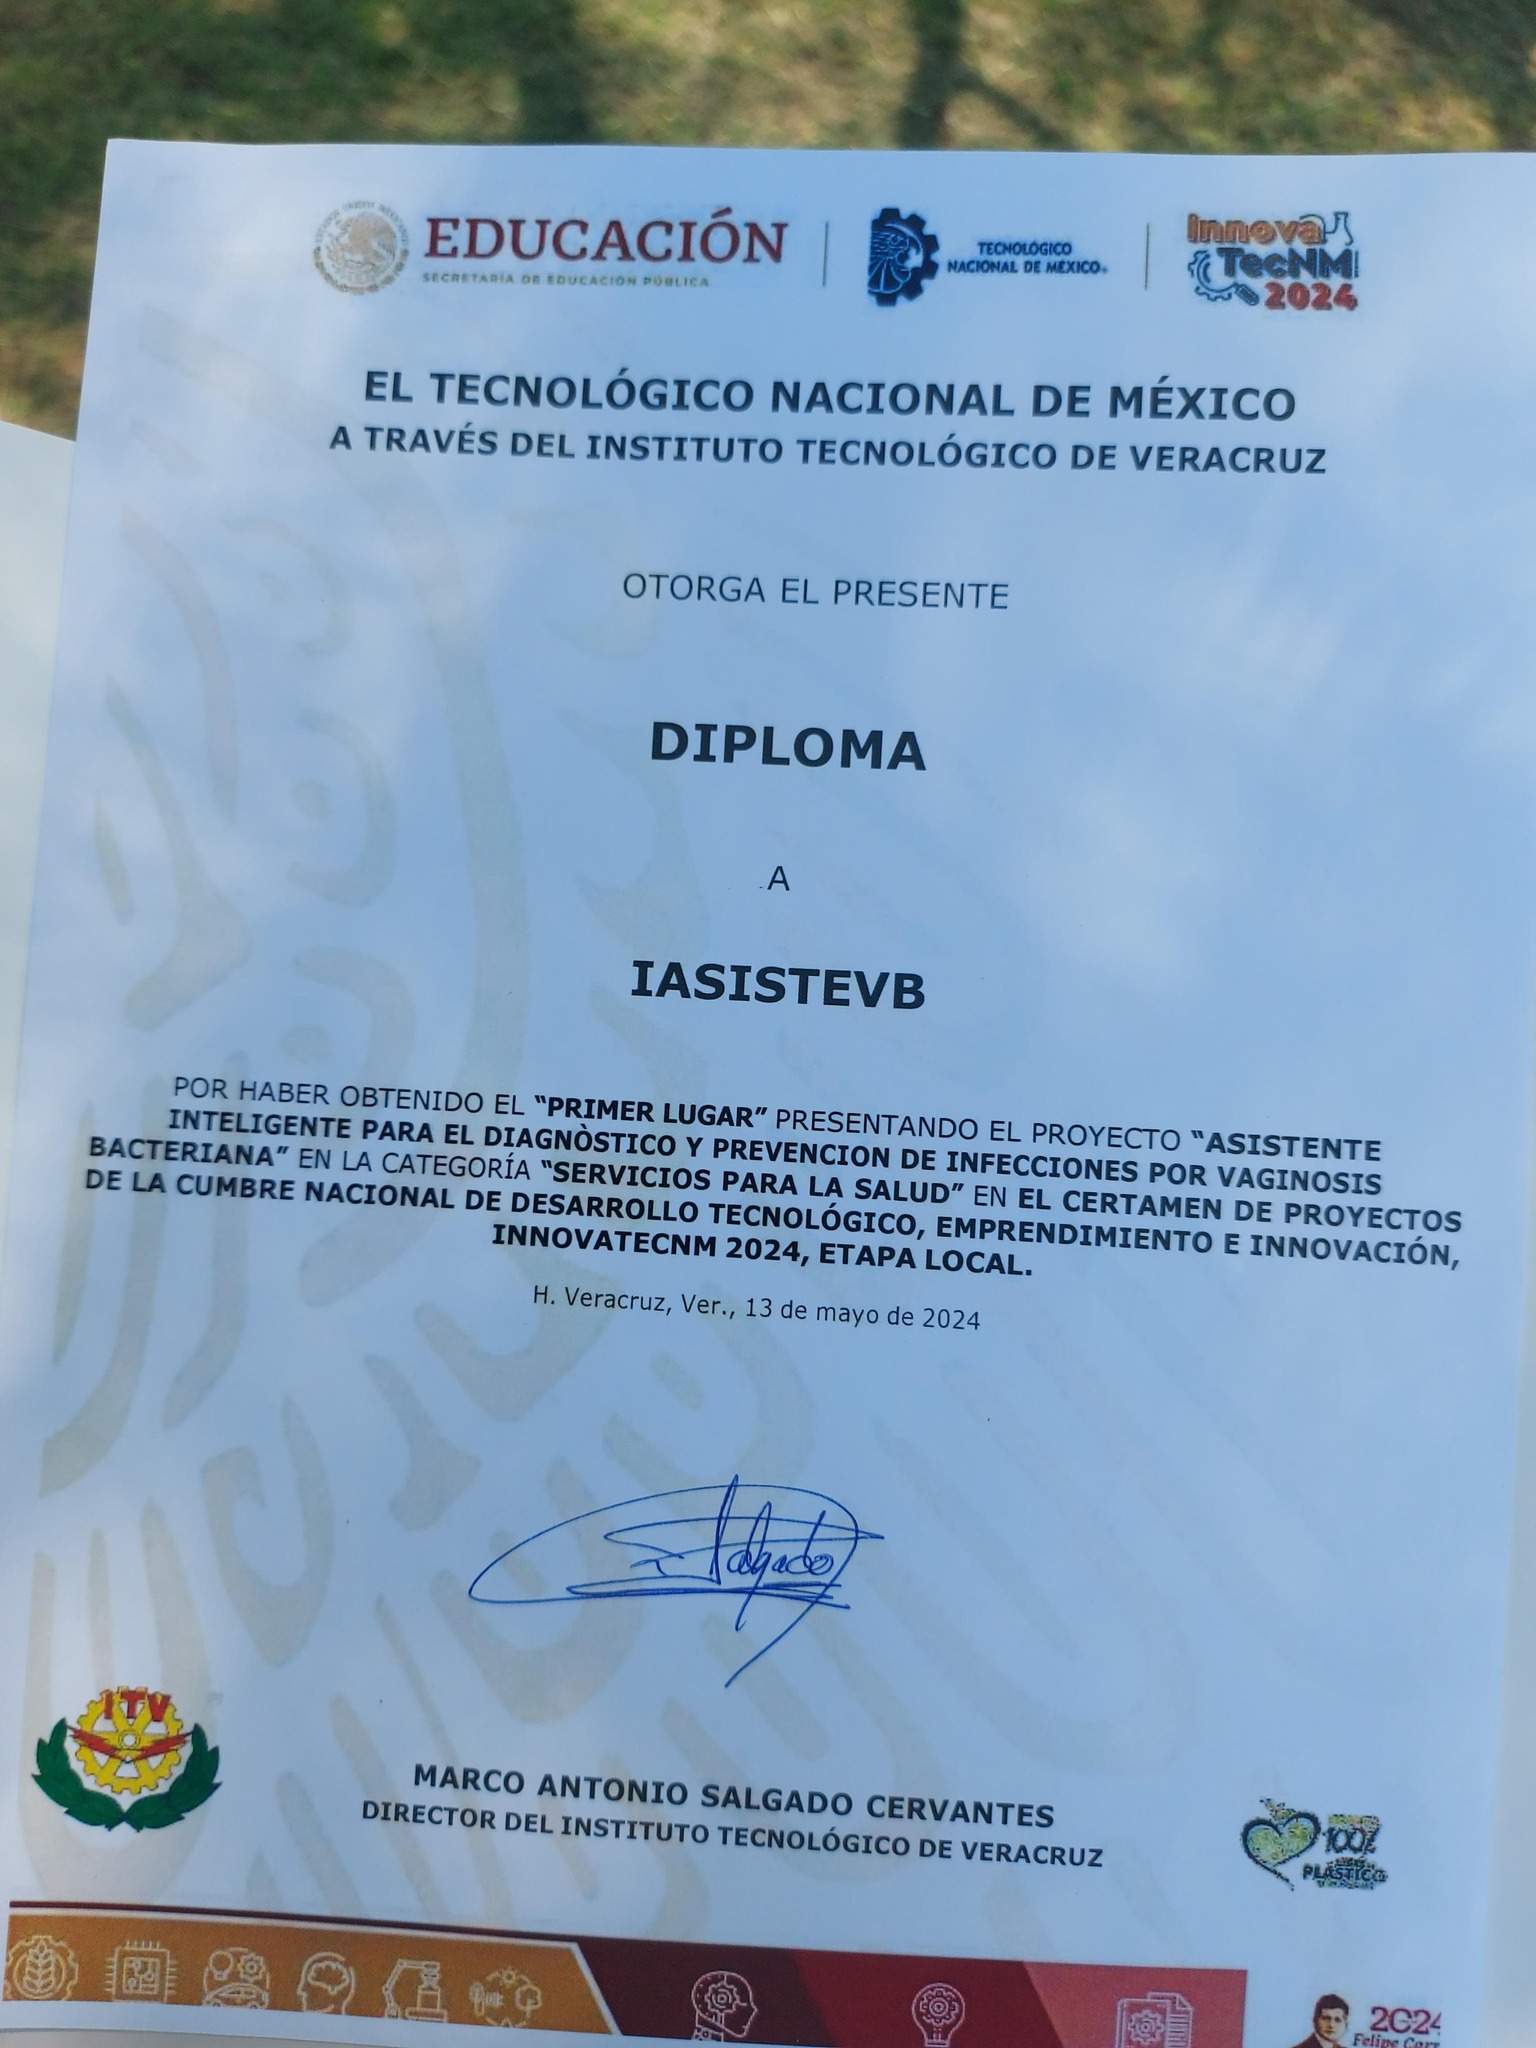 EDUCACIÓN
SECRETARÍA DE EDUCACIÓN PÚBLICA
TECNOLÓGICO
NACIONAL DE MÉXICO
Innova
TecNM
2024
EL TECNOLÓGICO NACIONAL DE MÉXICO
A TRAVÉS DEL INSTITUTO TECNOLÓGICO DE VERACRUZ
OTORGA EL PRESENTE
DIPLOMA
A
IASISTEVB
POR HABER OBTENIDO EL “PRIMER LUGAR” PRESENTANDO EL PROYECTO “ASISTENTE
INTELIGENTE PARA EL DIAGNÒSTICO Y PREVENCION DE INFECCIONES POR VAGINOSIS
BACTERIANA” EN LA CATEGORÍA “SERVICIOS PARA LA SALUD” EN EL CERTAMEN DE PROYECTOS
DE LA CUMBRE NACIONAL DE DESARROLLO TECNOLÓGICO, EMPRENDIMIENTO E INNOVACIÓN,
INNOVATECNM 2024, ETAPA LOCAL.
H. Veracruz, Ver., 13 de mayo de 2024
Salgado
ITV
MARCO ANTONIO SALGADO CERVANTES
DIRECTOR DEL INSTITUTO TECNOLÓGICO DE VERACRUZ
100%
PLÁSTICO
2024
Felipe Carr